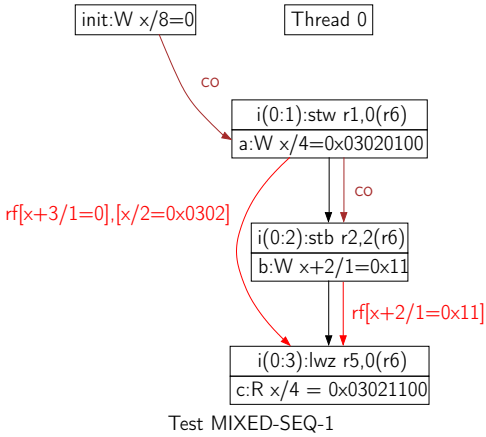 init:W x/8=0
Thread 0
co
i(0:1):stw r1,0(r6)
a:W x/4=0x03020100
rf[x+3/1=0],[x/2=0x0302]
co
i(0:2):stb r2,2(r6)
b:W x+2/1=0x11
rf[x+2/1=0x11]
i(0:3):lwz r5,0(r6)
c:R x/4 = 0x03021100
Test MIXED-SEQ-1